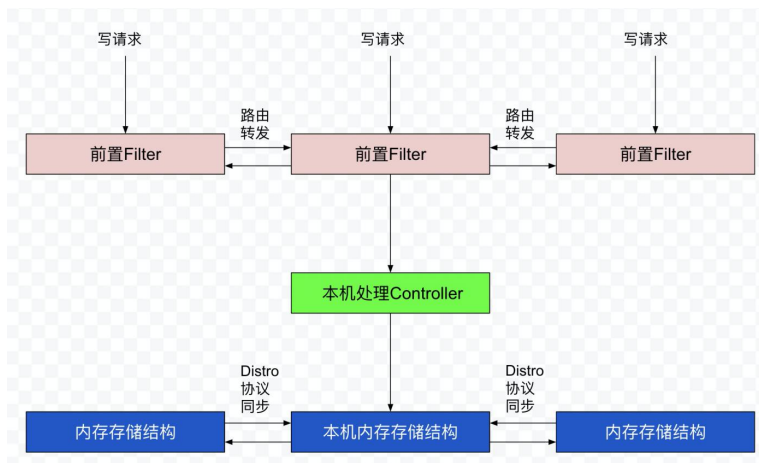 写请求
写请求
写请求
路由
转发
路由
转发
前置Filter
前置Filter
前置Filter
本机处理Controller
Distro
协议
同步
Distro
协议
同步
内存存储结构
本机内存存储结构
内存存储结构